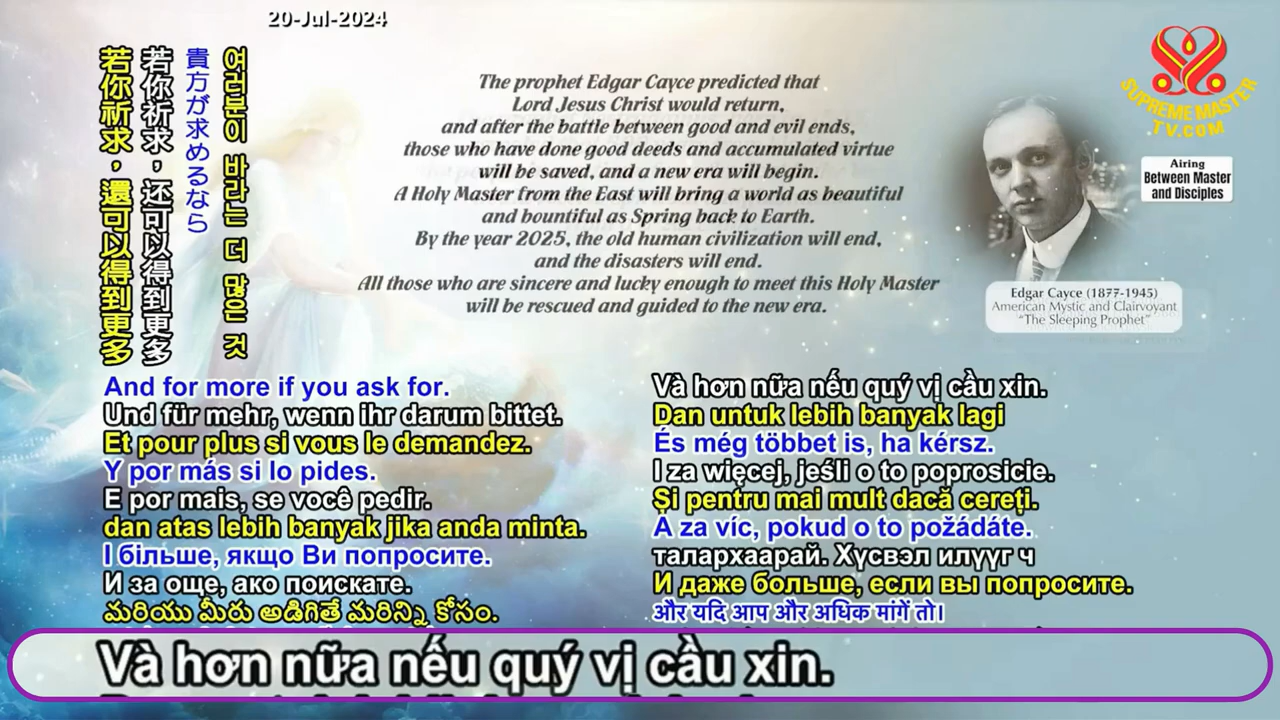 20-Jul-2024
若你祈求，還可以得到更多
若你祈求，还可以得到更多
貴方が求めるなら
여러분이 바라는 더 많은 것
The prophet Edgar Cayce predicted that
Lord Jesus Christ would return,
and after the battle between good and evil ends,
those who have done good deeds and accumulated virtue
will be saved, and a new era will begin.
A Holy Master from the East will bring a world as beautiful
and bountiful as Spring back to Earth.
By the year 2025, the old human civilization will end,
and the disasters will end.
All those who are sincere and lucky enough to meet this Holy Master
will be rescued and guided to the new era.
SUPREME MASTER
TV.COM
Airing
Between Master
and Disciples
Edgar Cayce (1877-1945)
American Mystic and Clairvoyant
"The Sleeping Prophet"
And for more if you ask for.
Und für mehr, wenn ihr darum bittet.
Et pour plus si vous le demandez.
Y por más si lo pides.
E por mais, se você pedir.
dan atas lebih banyak jika anda minta.
І більше, якщо Ви попросите.
И за още, ако поискате.
మరియు మీరు అడిగితే మరిన్ని కోసం.
Và hơn nữa nếu quý vị cầu xin.
Dan untuk lebih banyak lagi
És még többet is, ha kérsz.
I za więcej, jeśli o to poprosicie.
Și pentru mai mult dacă cereți.
A za víc, pokud o to požádáte.
талархаарай. Хүсвэл илүүг ч
И даже больше, если вы попросите.
और यदि आप और अधिक मांगें तो।
Và hơn nữa nếu quý vị cầu xin.